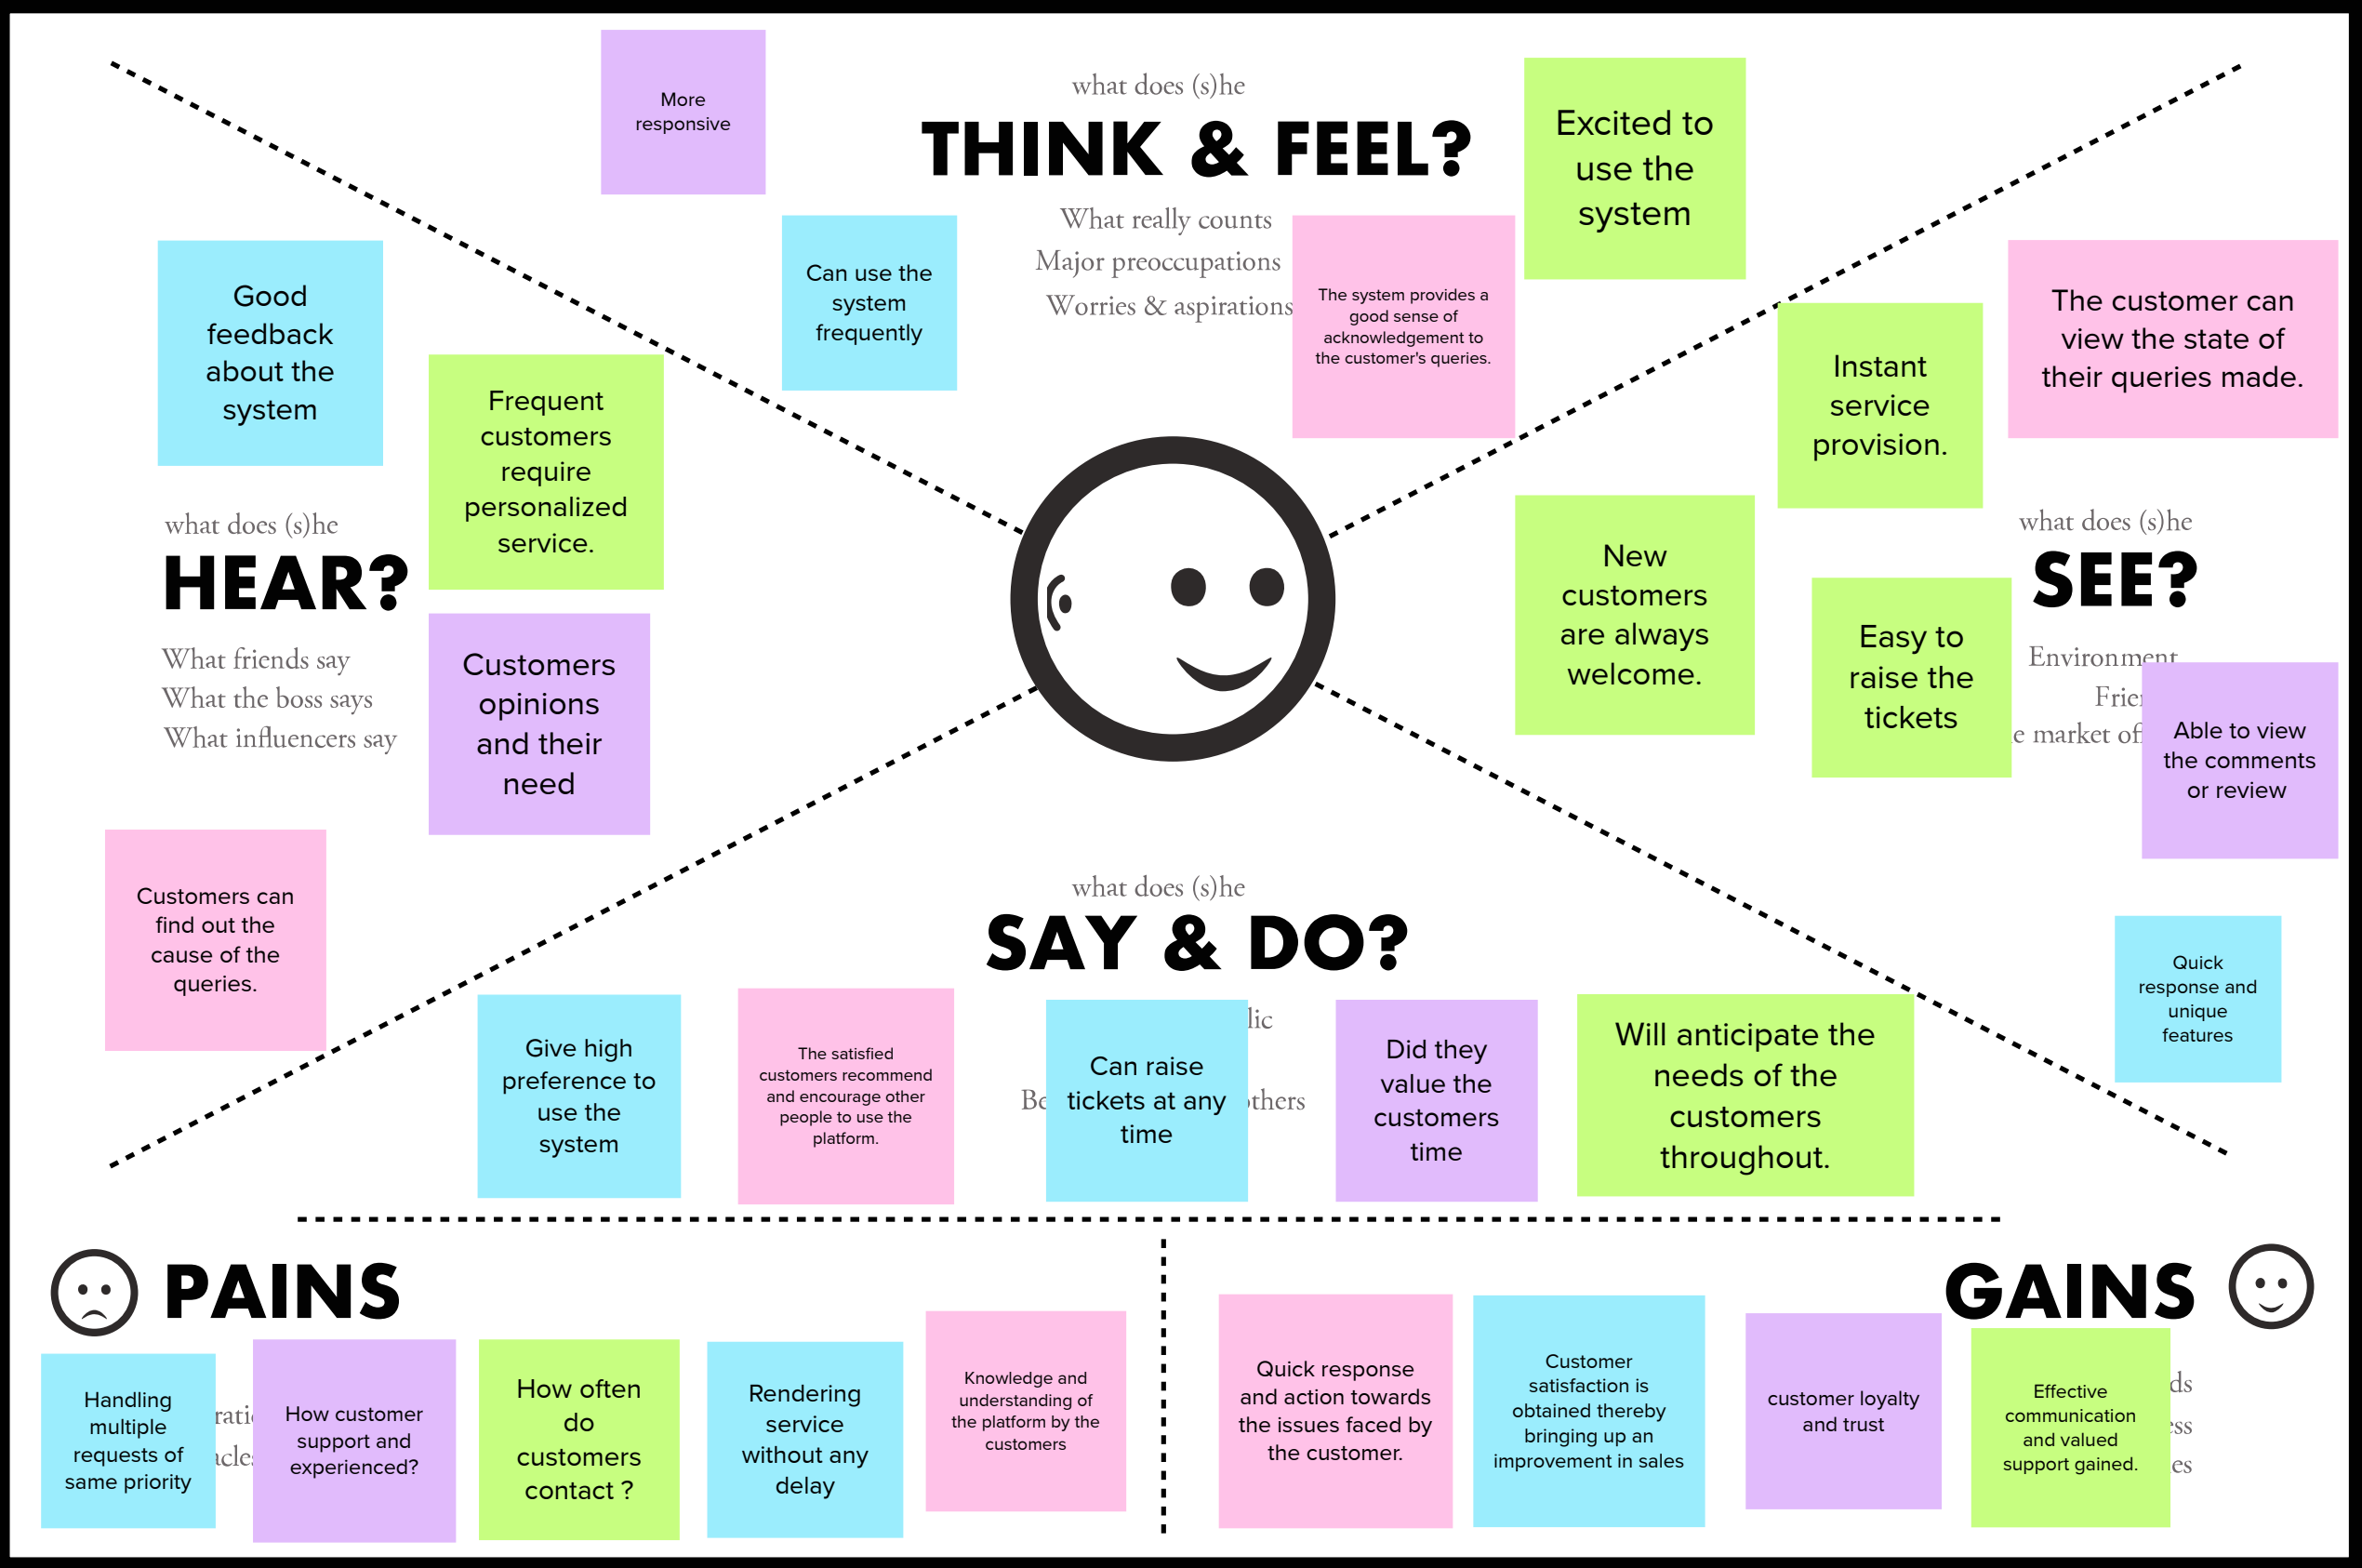 More
responsive
what does (s)he
THINK & FEEL?
What really counts
Major preoccupations
Worries & aspirations
Can use the
system
frequently
The system provides a
good sense of
acknowledgement to
the customer's queries.
Excited to
use the
system
Good
feedback
about the
system
Frequent
customers
require
personalized
service.
what does (s)he
HEAR?
What friends say
What the boss says
What influencers say
Customers
opinions
and their
need
Customers can
find out the
cause of the
queries.
The customer can
view the state of
their queries made.
Instant
service
provision.
New
customers
are always
welcome.
what does (s)he
SEE?
Environment
market
Easy to
raise the
tickets
Able to view
the comments
or review
Quick
response and
unique
features
what does (s)he
SAY & DO?
Give high
preference to
use the
system
The satisfied
customers recommend
and encourage other
people to use the
platform.
Can raise
tickets at any
time
Did they
value the
customers
time
Will anticipate the
needs of the
customers
throughout.
PAINS
Handling
multiple
requests of
same priority
How customer
support and
experienced?
How often
do
customers
contact ?
Rendering
service
without any
delay
Knowledge and
understanding of
the platform by the
customers
GAINS
Quick response
and action towards
the issues faced by
the customer.
Customer
satisfaction is
obtained thereby
bringing up an
improvement in sales
customer loyalty
and trust
Effective
communication
and valued
support gained.